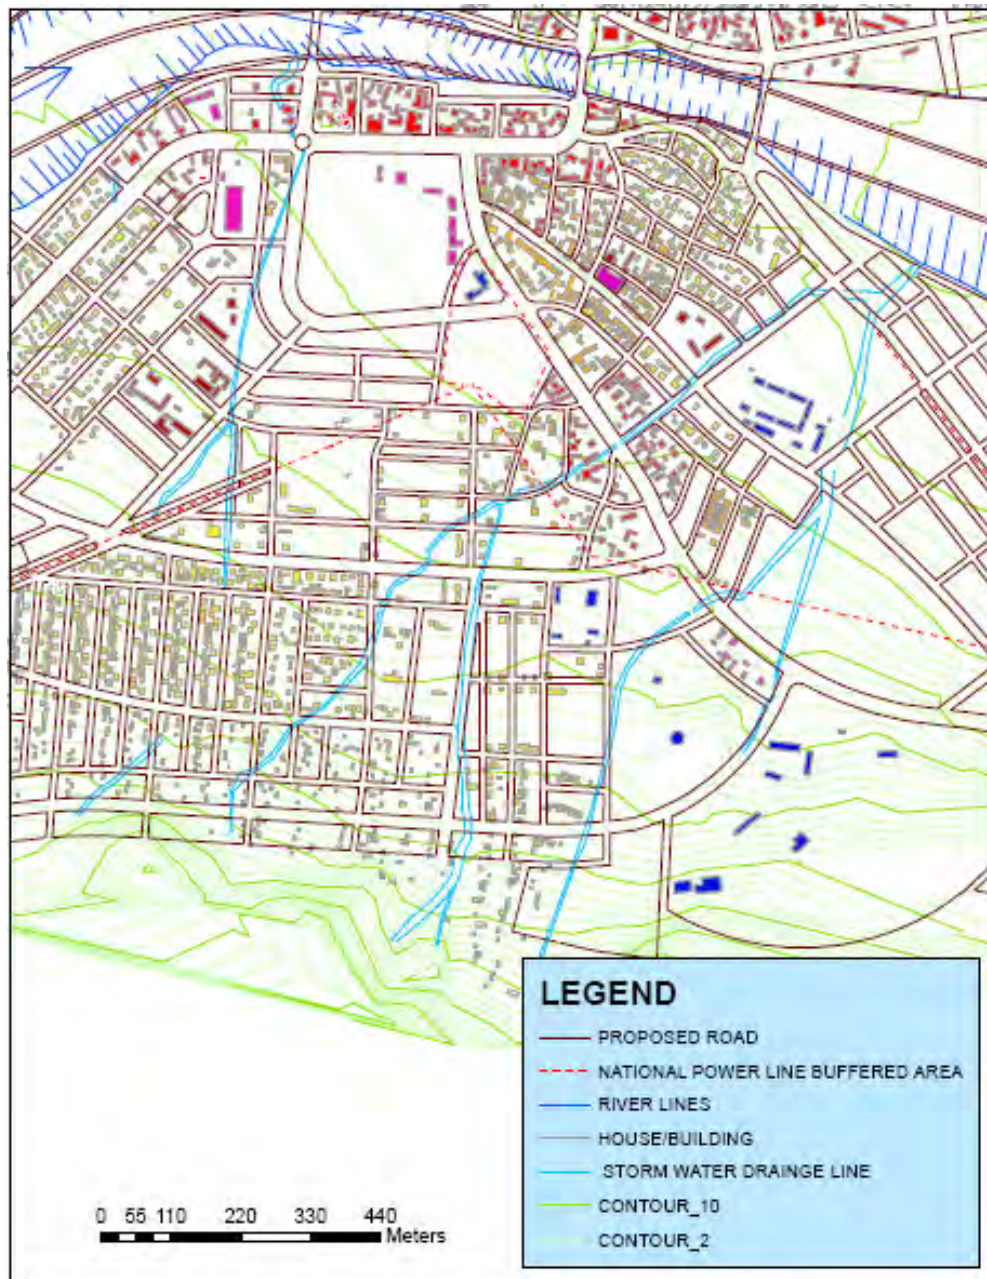 LEGEND
PROPOSED ROAD
NATIONAL POWER LINE BUFFERED AREA
RIVER LINES
HOUSE/BUILDING
STORM WATER DRAINGE LINE
CONTOUR_10
CONTOUR_2
0 55 110 220 330 440
Meters